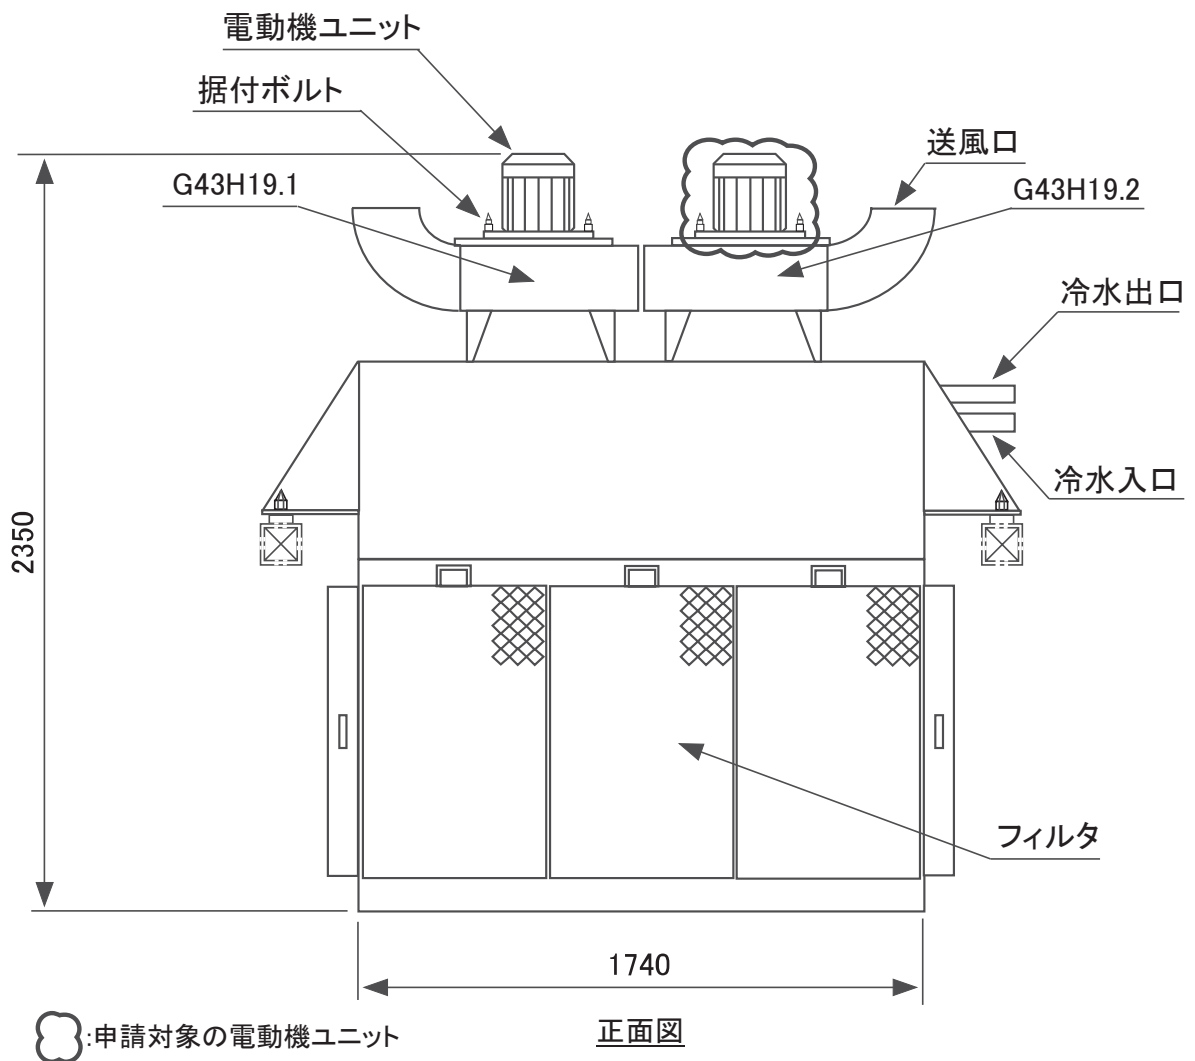 電動機ユニット
据付ボルト
送風口
G43H19.1
G43H19.2
冷水出口
冷水入口
2350
フィルタ
1740
:申請対象の電動機ユニット
正面図